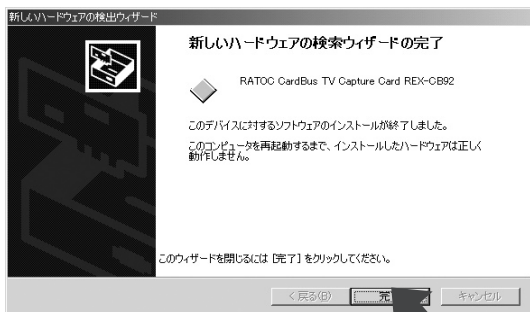 新しいハードウェアの検出ウィザード
新しいハードウェアの検索ウィザードの完了
RATOC CardBus TV Capture Card REX-CB92
このデバイスに対するソフトウェアのインストールが終了しました。
このコンピュータを再起動するまで、インストールしたハードウェアは正しく
動作しません。
このウィザードを閉じるには [完了] をクリックしてください。
< 戻る(B)
完
キャンセル